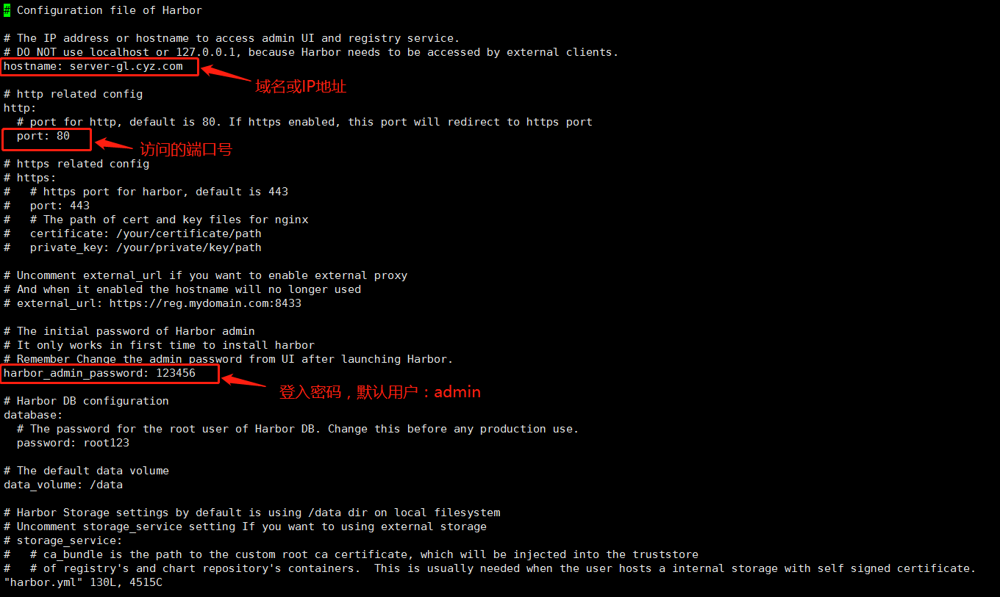 # Configuration file of Harbor
# The IP address or hostname to access admin UI and registry service.
# DO NOT use localhost or 127.0.0.1, because Harbor needs to be accessed by external clients.
hostname: server-gl.cyz.com
域名或IP地址
# http related config
http:
  # port for http, default is 80. If https enabled, this port will redirect to https port
  port: 80
访问的端口号
# https related config
# https:
#   # https port for harbor, default is 443
#   port: 443
#   # The path of cert and key files for nginx
#   certificate: /your/certificate/path
#   private_key: /your/private/key/path
# Uncomment external_url if you want to enable external proxy
# And when it enabled the hostname will no longer used
# external_url: https://reg.mydomain.com:8433
# The initial password of Harbor admin
# It only works in first time to install harbor
# Remember Change the admin password from UI after launching Harbor.
harbor_admin_password: 123456
登入密码，默认用户：admin
# Harbor DB configuration
database:
  # The password for the root user of Harbor DB. Change this before any production use.
  password: root123
# The default data volume
data_volume: /data
# Harbor Storage settings by default is using /data dir on local filesystem
# Uncomment storage_service setting If you want to using external storage
# storage_service:
#   # ca_bundle is the path to the custom root ca certificate, which will be injected into the truststore
#   # of registry's and chart repository's containers.  This is usually needed when the user hosts a internal storage with self signed certificate.
"harbor.yml" 130L, 4515C